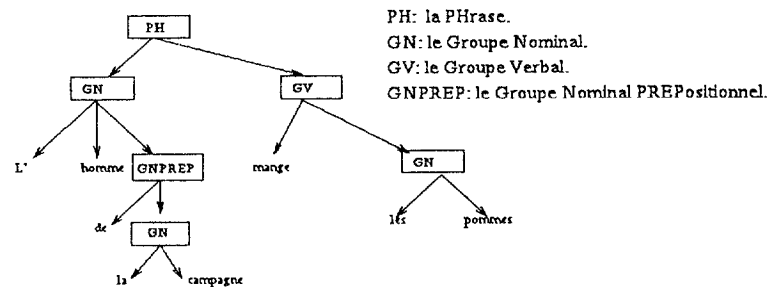 PH
PH: la PHrase.
GN: le Groupe Nominal.
GV: le Groupe Verbal.
GNPREP: le Groupe Nominal PREPositionnel.
GN GV
L' homme GNPREP mange GN
de GN les pommes
la campagne